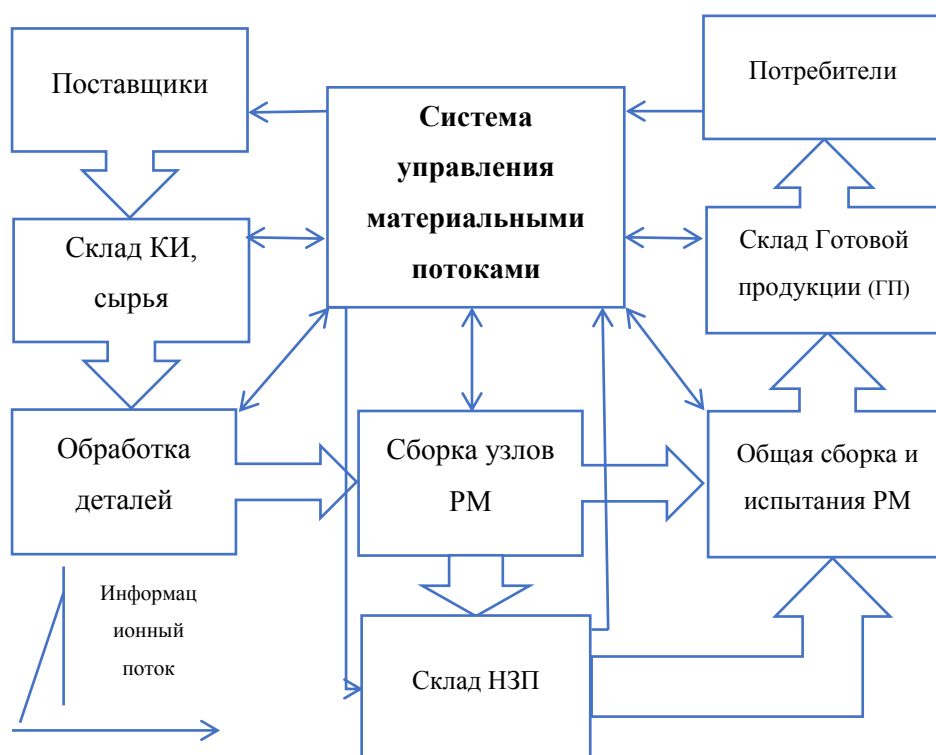 Поставщики
Система
управления
материальными
потоками
Потребители
Склад КИ,
сырья
Склад Готовой
продукции (ГП)
Обработка
деталей
Сборка узлов
РМ
Общая сборка и
испытания РМ
Информац
ионный
поток
Склад НЗП